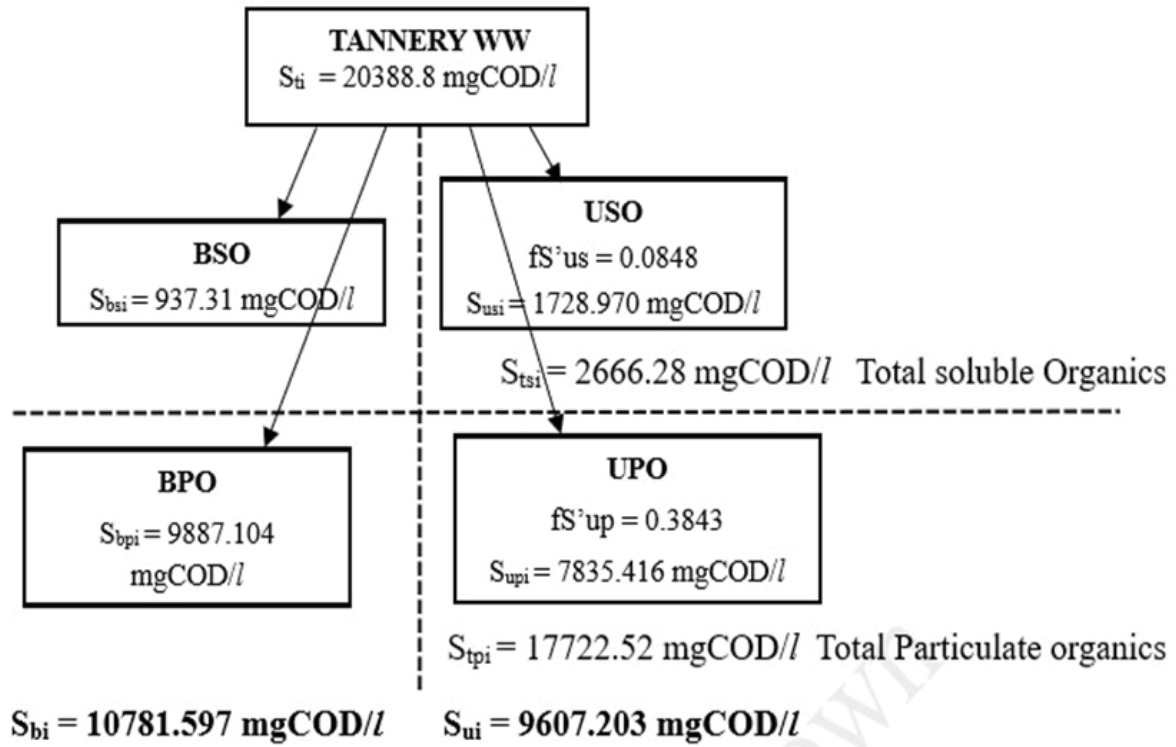 TANNERY WW
Sti = 20388.8 mgCOD/l
BSO
Sbsi = 937.31 mgCOD/l
USO
fS’us = 0.0848
Susi = 1728.970 mgCOD/l
Stsi = 2666.28 mgCOD/l Total soluble Organics
BPO
Sbpi = 9887.104
mgCOD/l
UPO
fS’up = 0.3843
Supi = 7835.416 mgCOD/l
Stpi = 17722.52 mgCOD/l Total Particulate organics
Sbi = 10781.597 mgCOD/l
Sui = 9607.203 mgCOD/l